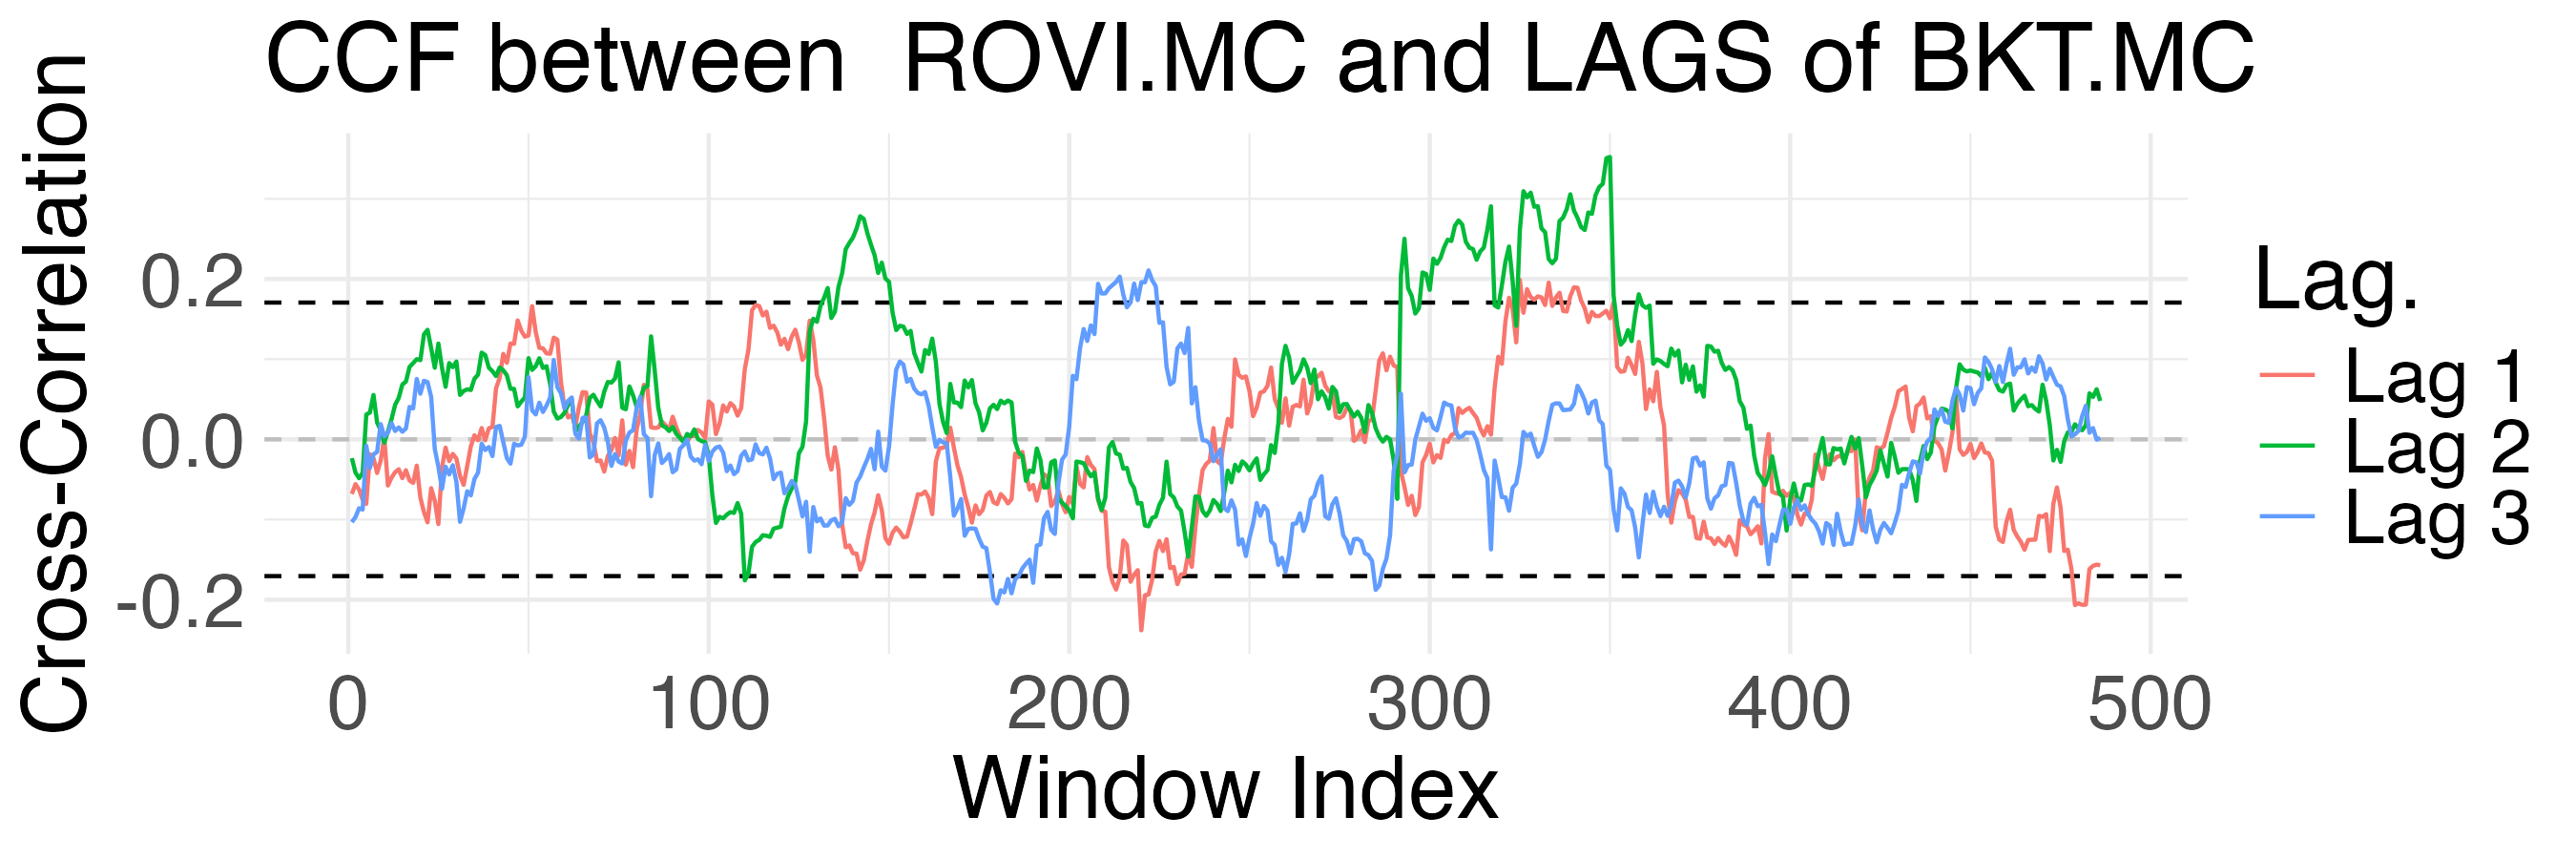 CCF between  ROVI.MC and LAGS of BKT.MC
Cross-Correlation
0.2
0.0
-0.2
0 100 200 300 400 500
Window Index
Lag.
Lag 1
Lag 2
Lag 3